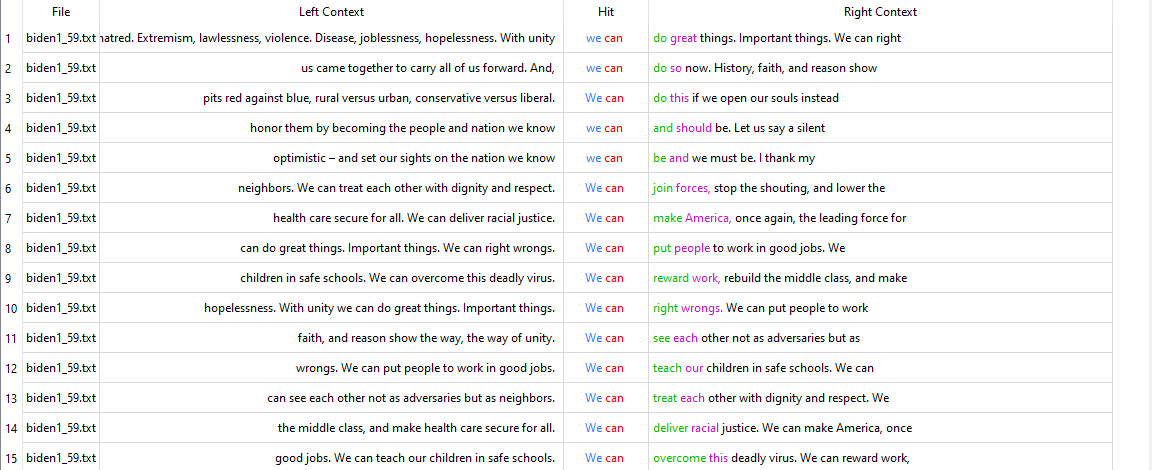 File Left Context Hit Right Context
1 biden1_59.txt hatred. Extremism, lawlessness, violence. Disease, joblessness, hopelessness. With unity we can do great things. Important things. We can right
2 biden1_59.txt us came together to carry all of us forward. And, we can do so now. History, faith, and reason show
3 biden1_59.txt pits red against blue, rural versus urban, conservative versus liberal. We can do this if we open our souls instead
4 biden1_59.txt honor them by becoming the people and nation we know we can and should be. Let us say a silent
5 biden1_59.txt optimistic – and set our sights on the nation we know we can be and we must be. I thank my
6 biden1_59.txt neighbors. We can treat each other with dignity and respect. We can join forces, stop the shouting, and lower the
7 biden1_59.txt health care secure for all. We can deliver racial justice. We can make America, once again, the leading force for
8 biden1_59.txt can do great things. Important things. We can right wrongs. We can put people to work in good jobs. We
9 biden1_59.txt children in safe schools. We can overcome this deadly virus. We can reward work, rebuild the middle class, and make
10 biden1_59.txt hopelessness. With unity we can do great things. Important things. We can right wrongs. We can put people to work
11 biden1_59.txt faith, and reason show the way, the way of unity. We can see each other not as adversaries but as
12 biden1_59.txt wrongs. We can put people to work in good jobs. We can teach our children in safe schools. We can
13 biden1_59.txt can see each other not as adversaries but as neighbors. We can treat each other with dignity and respect. We
14 biden1_59.txt the middle class, and make health care secure for all. We can deliver racial justice. We can make America, once
15 biden1_59.txt good jobs. We can teach our children in safe schools. We can overcome this deadly virus. We can reward work,